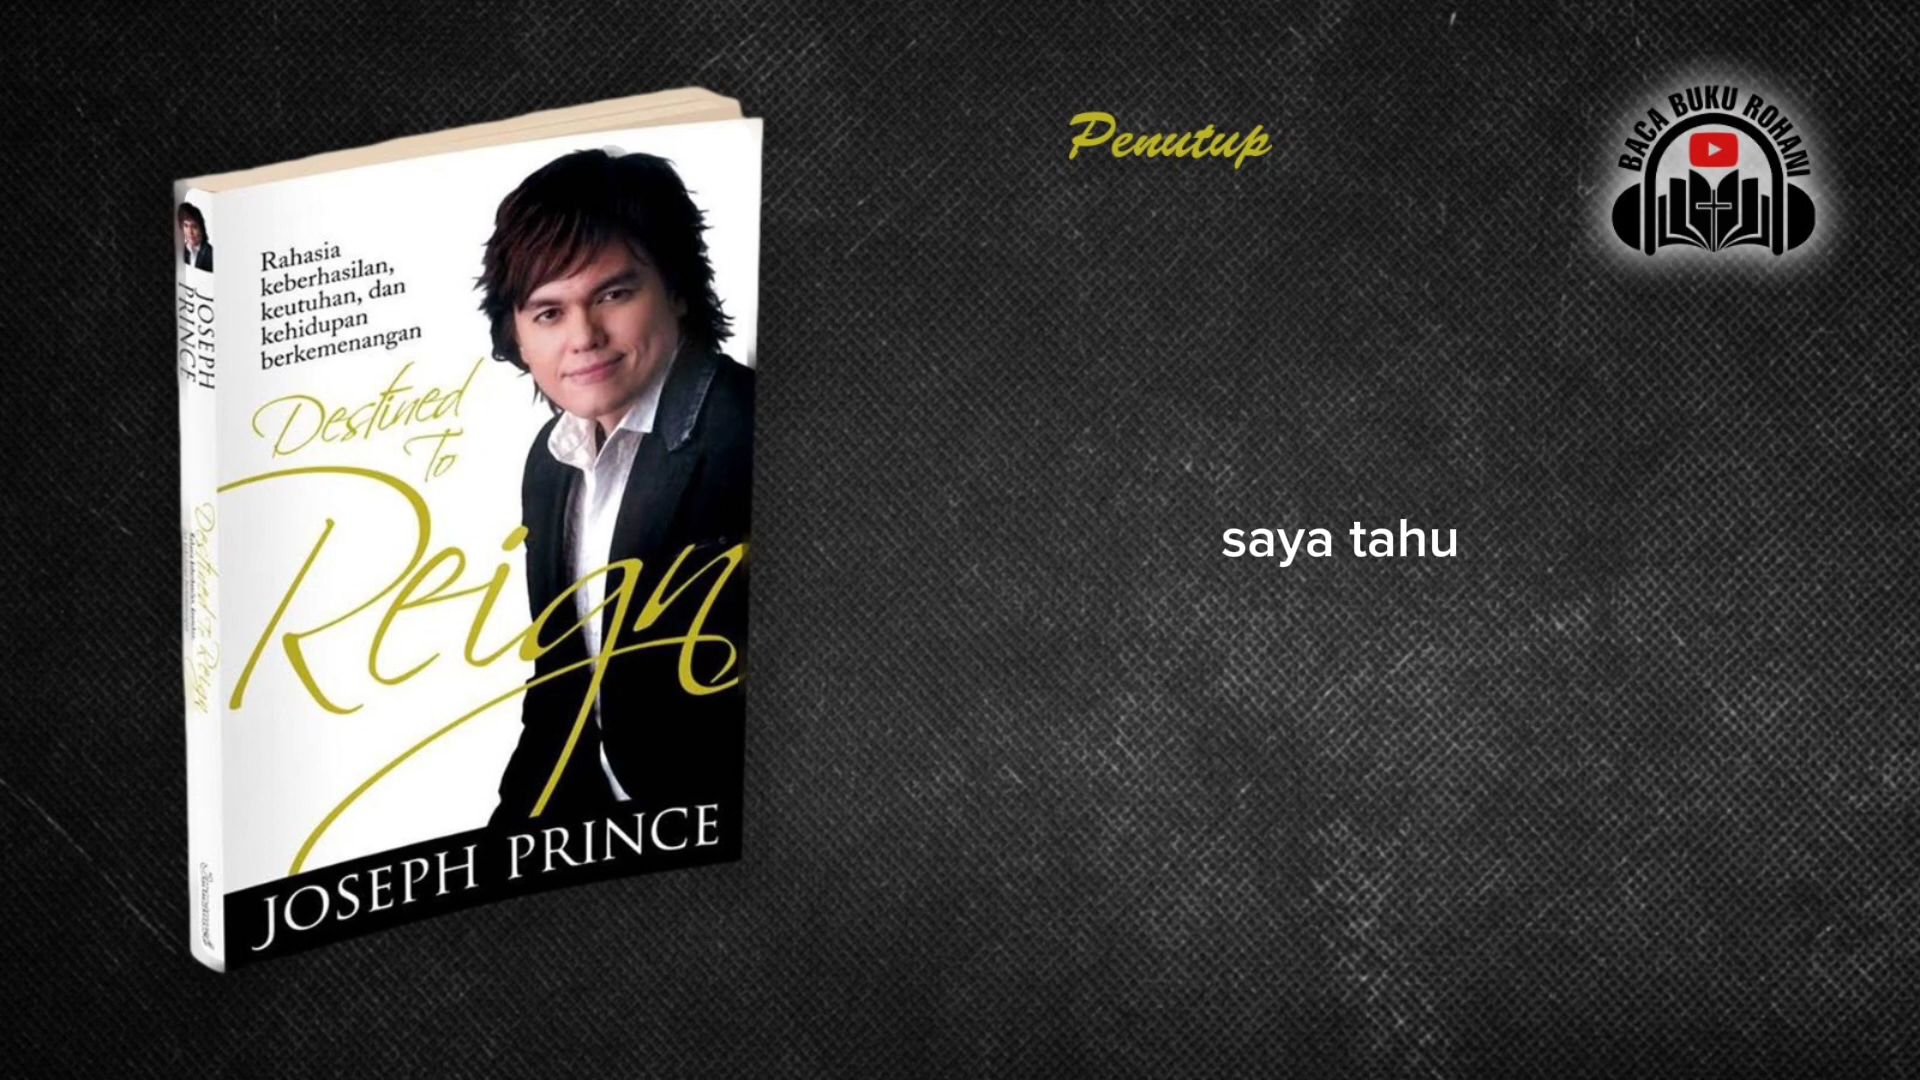 Rahasia
keberhasilan,
keutuhan, dan
kehidupan
berkemenangan
Destined
To
Reign
JOSEPH PRINCE
JOSEPH
PRINCE
Destined To Reign
Penutup
BACA BUKU ROHANI
saya tahu